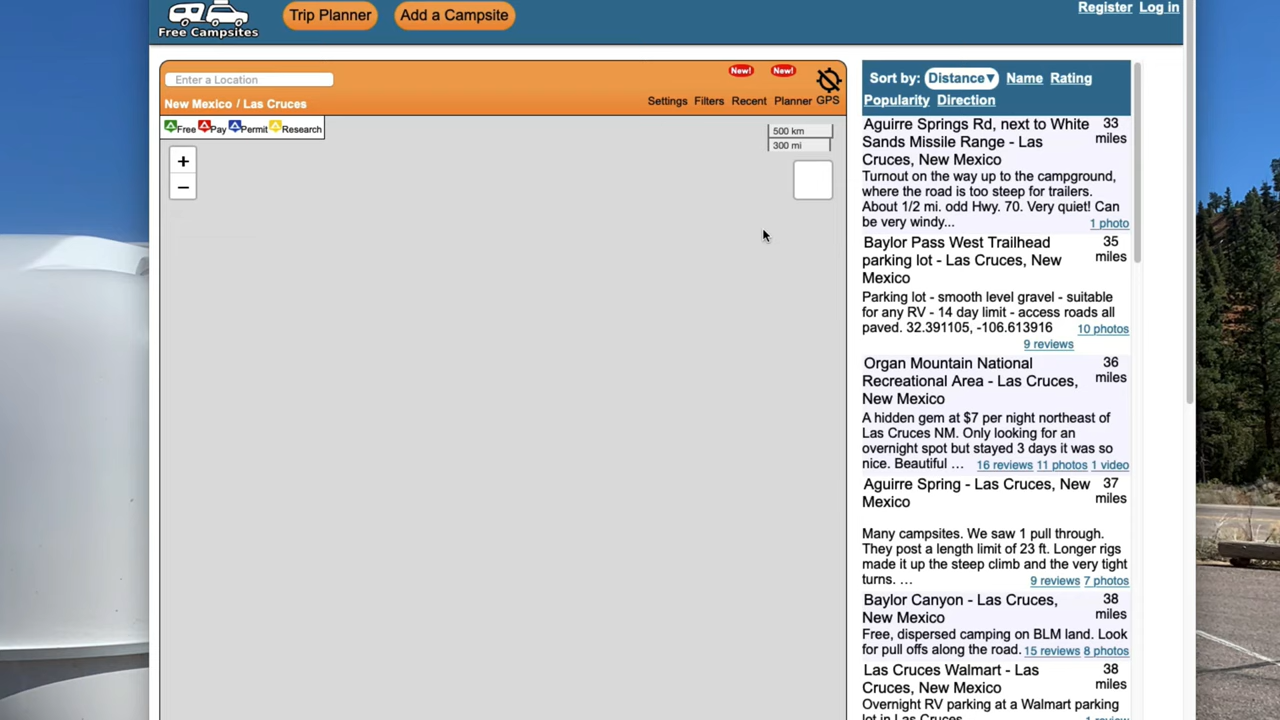 Free Campsites
Trip Planner
Add a Campsite
Register Log in
Enter a Location
New Mexico / Las Cruces
New!
New!
Settings Filters Recent Planner GPS
Free Pay Permit Research
500 km
300 mi
+
−
Sort by: Distance▾ Name Rating
Popularity Direction
Aguirre Springs Rd, next to White
Sands Missile Range - Las
Cruces, New Mexico
33
miles
Turnout on the way up to the campground,
where the road is too steep for trailers.
About 1/2 mi. odd Hwy. 70. Very quiet! Can
be very windy... 1 photo
Baylor Pass West Trailhead
parking lot - Las Cruces, New
Mexico
35
miles
Parking lot - smooth level gravel - suitable
for any RV - 14 day limit - access roads all
paved. 32.391105, -106.613916 10 photos
9 reviews
Organ Mountain National
Recreational Area - Las Cruces,
New Mexico
36
miles
A hidden gem at $7 per night northeast of
Las Cruces NM. Only looking for an
overnight spot but stayed 3 days it was so
nice. Beautiful … 16 reviews 11 photos 1 video
Aguirre Spring - Las Cruces, New
Mexico
37
miles
Many campsites. We saw 1 pull through.
They post a length limit of 23 ft. Longer rigs
made it up the steep climb and the very tight
turns. … 9 reviews 7 photos
Baylor Canyon - Las Cruces,
New Mexico
38
miles
Free, dispersed camping on BLM land. Look
for pull offs along the road. 15 reviews 8 photos
Las Cruces Walmart - Las
Cruces, New Mexico
38
miles
Overnight RV parking at a Walmart parking
lot in Las Cruces. 1 review